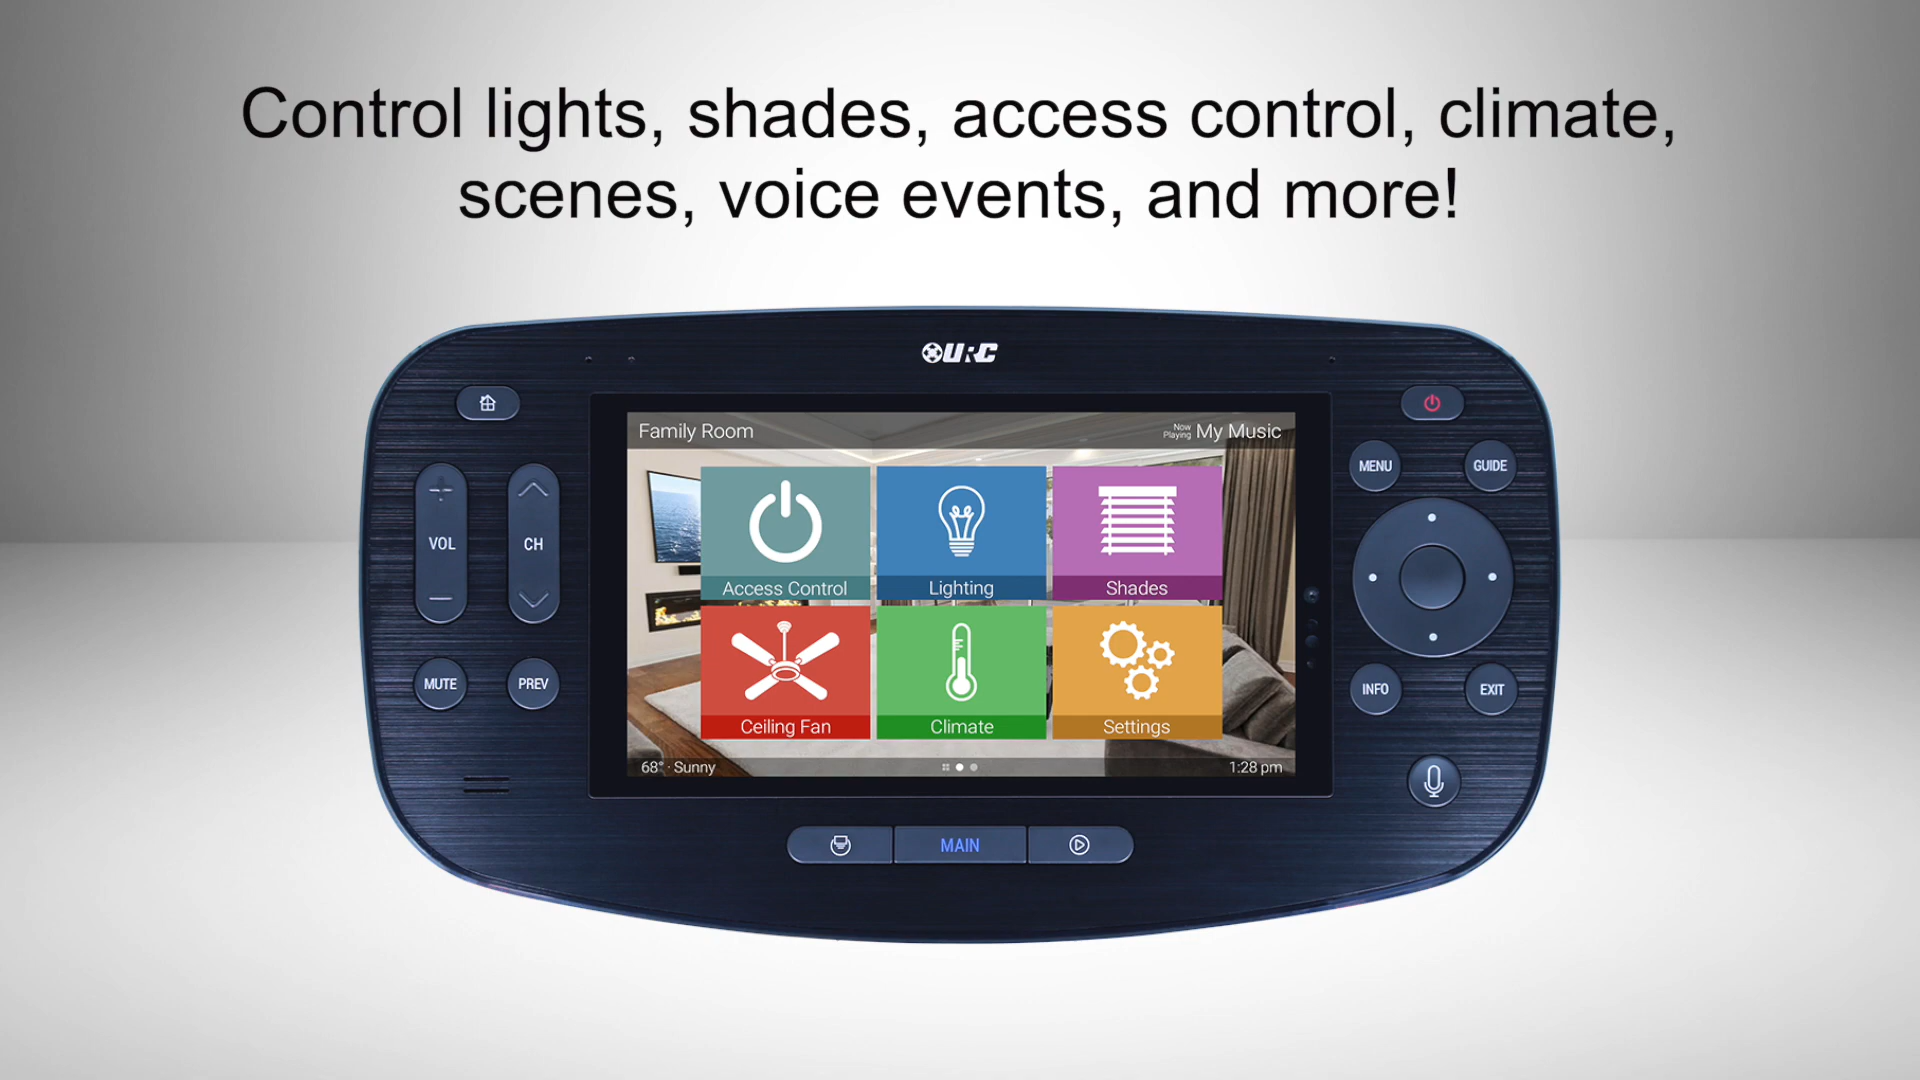 Control lights, shades, access control, climate,
scenes, voice events, and more!
URC
Family Room
Now Playing My Music
MENU
GUIDE
VOL
CH
Access Control
Lighting
Shades
MUTE
PREV
INFO
EXIT
Ceiling Fan
Climate
Settings
68° · Sunny
1:28 pm
MAIN